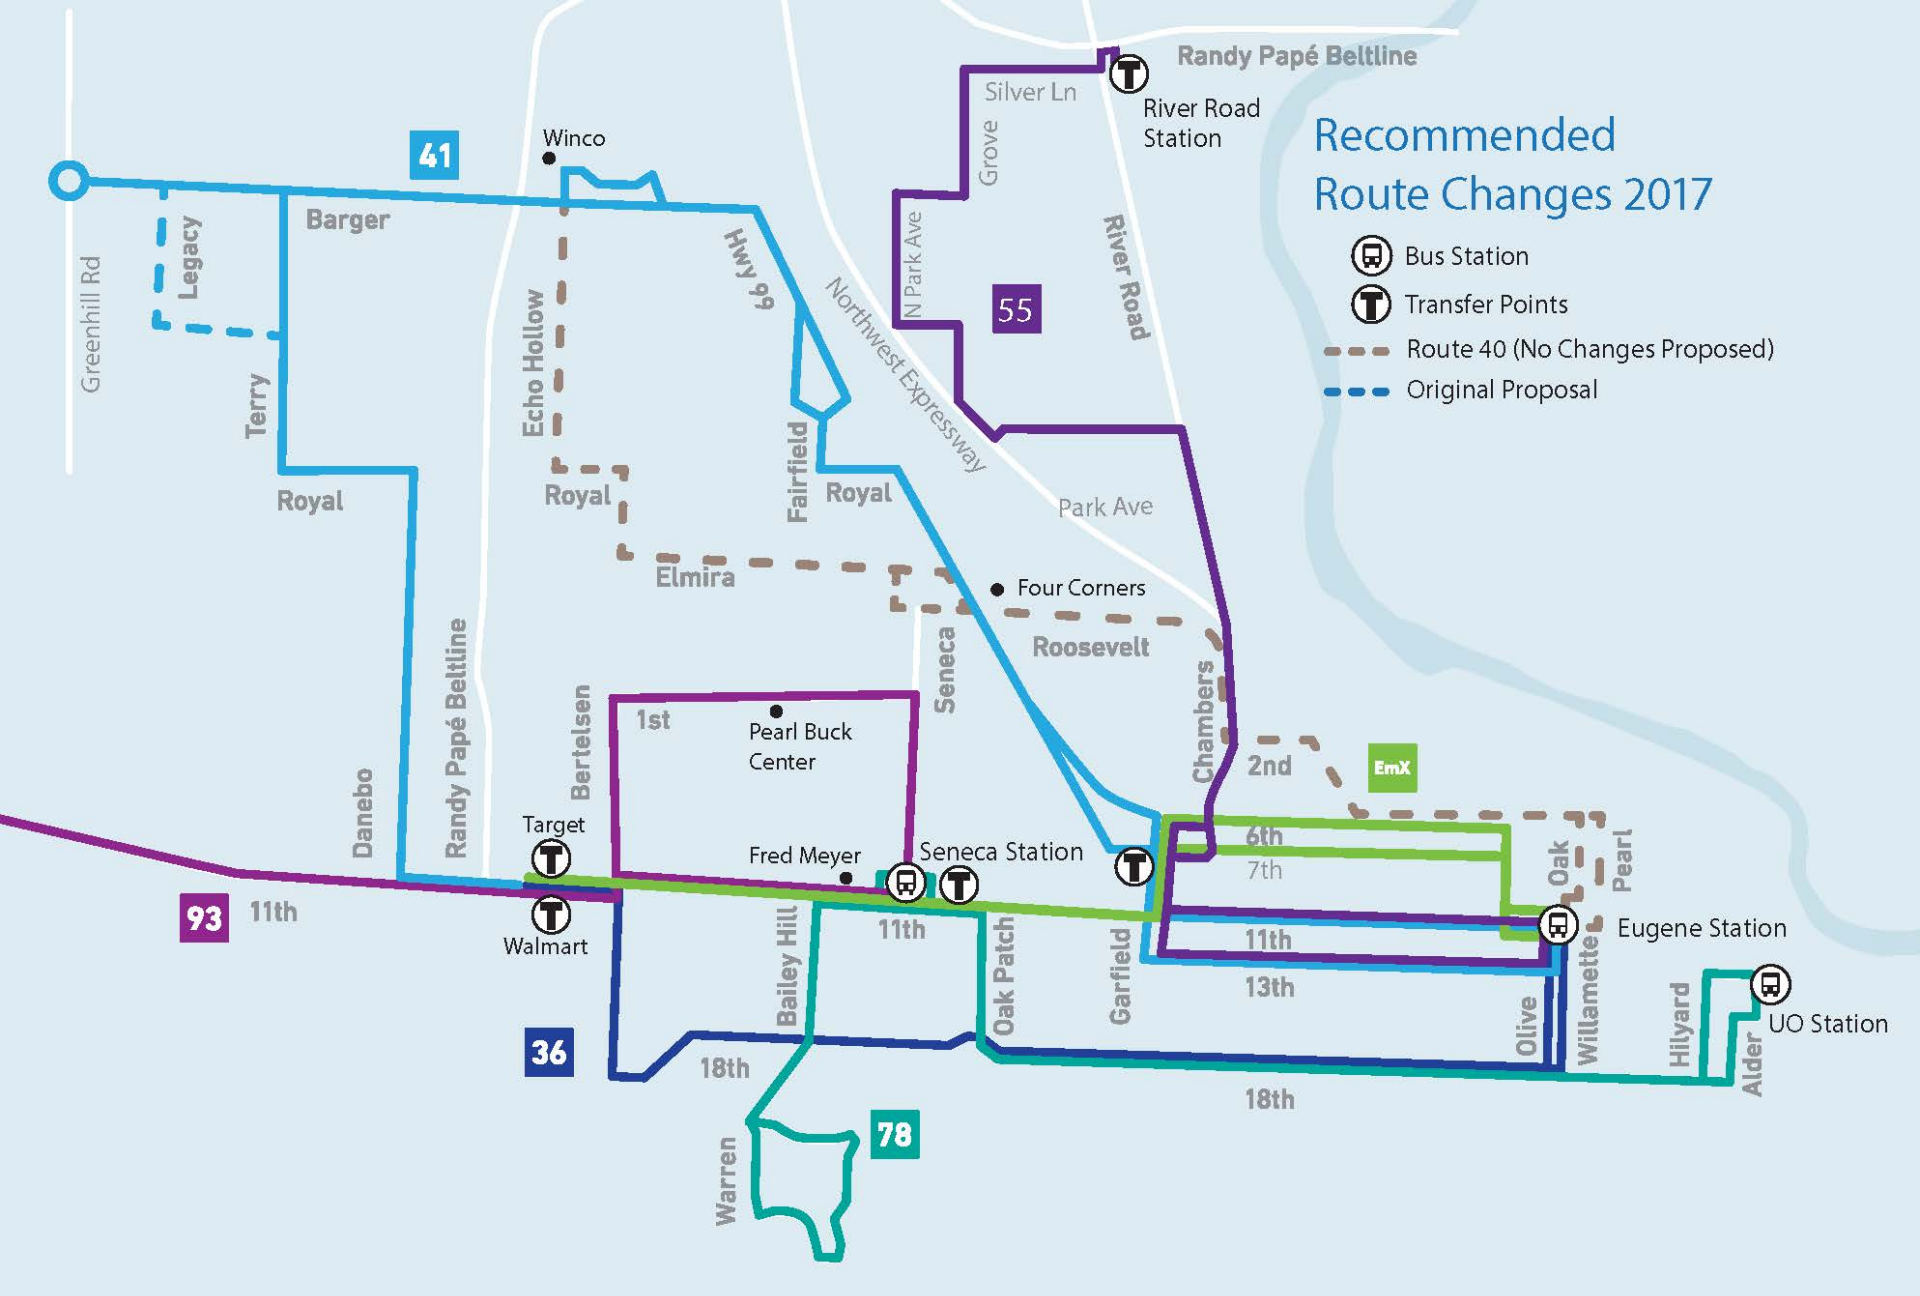 Randy Papé Beltline
Silver Ln
River Road
Station
Recommended
Route Changes 2017
Bus Station
Transfer Points
Route 40 (No Changes Proposed)
Original Proposal
41
Winco
Grove
Barger
Legacy
Greenhill Rd
Hwy 99
N Park Ave
55
River Road
Northwest Expressway
Echo Hollow
Terry
Royal
Royal
Fairfield
Royal
Park Ave
Elmira
Four Corners
Roosevelt
Seneca
Randy Papé Beltline
Bertelsen
1st
Pearl Buck
Center
Chambers
2nd
EmX
Danebo
Target
Fred Meyer
Seneca Station
6th
7th
Oak
Pearl
93
11th
Walmart
Bailey Hill
11th
Oak Patch
Garfield
11th
13th
Eugene Station
Olive
Willamette
Hilyard
Alder
UO Station
36
18th
18th
78
Warren